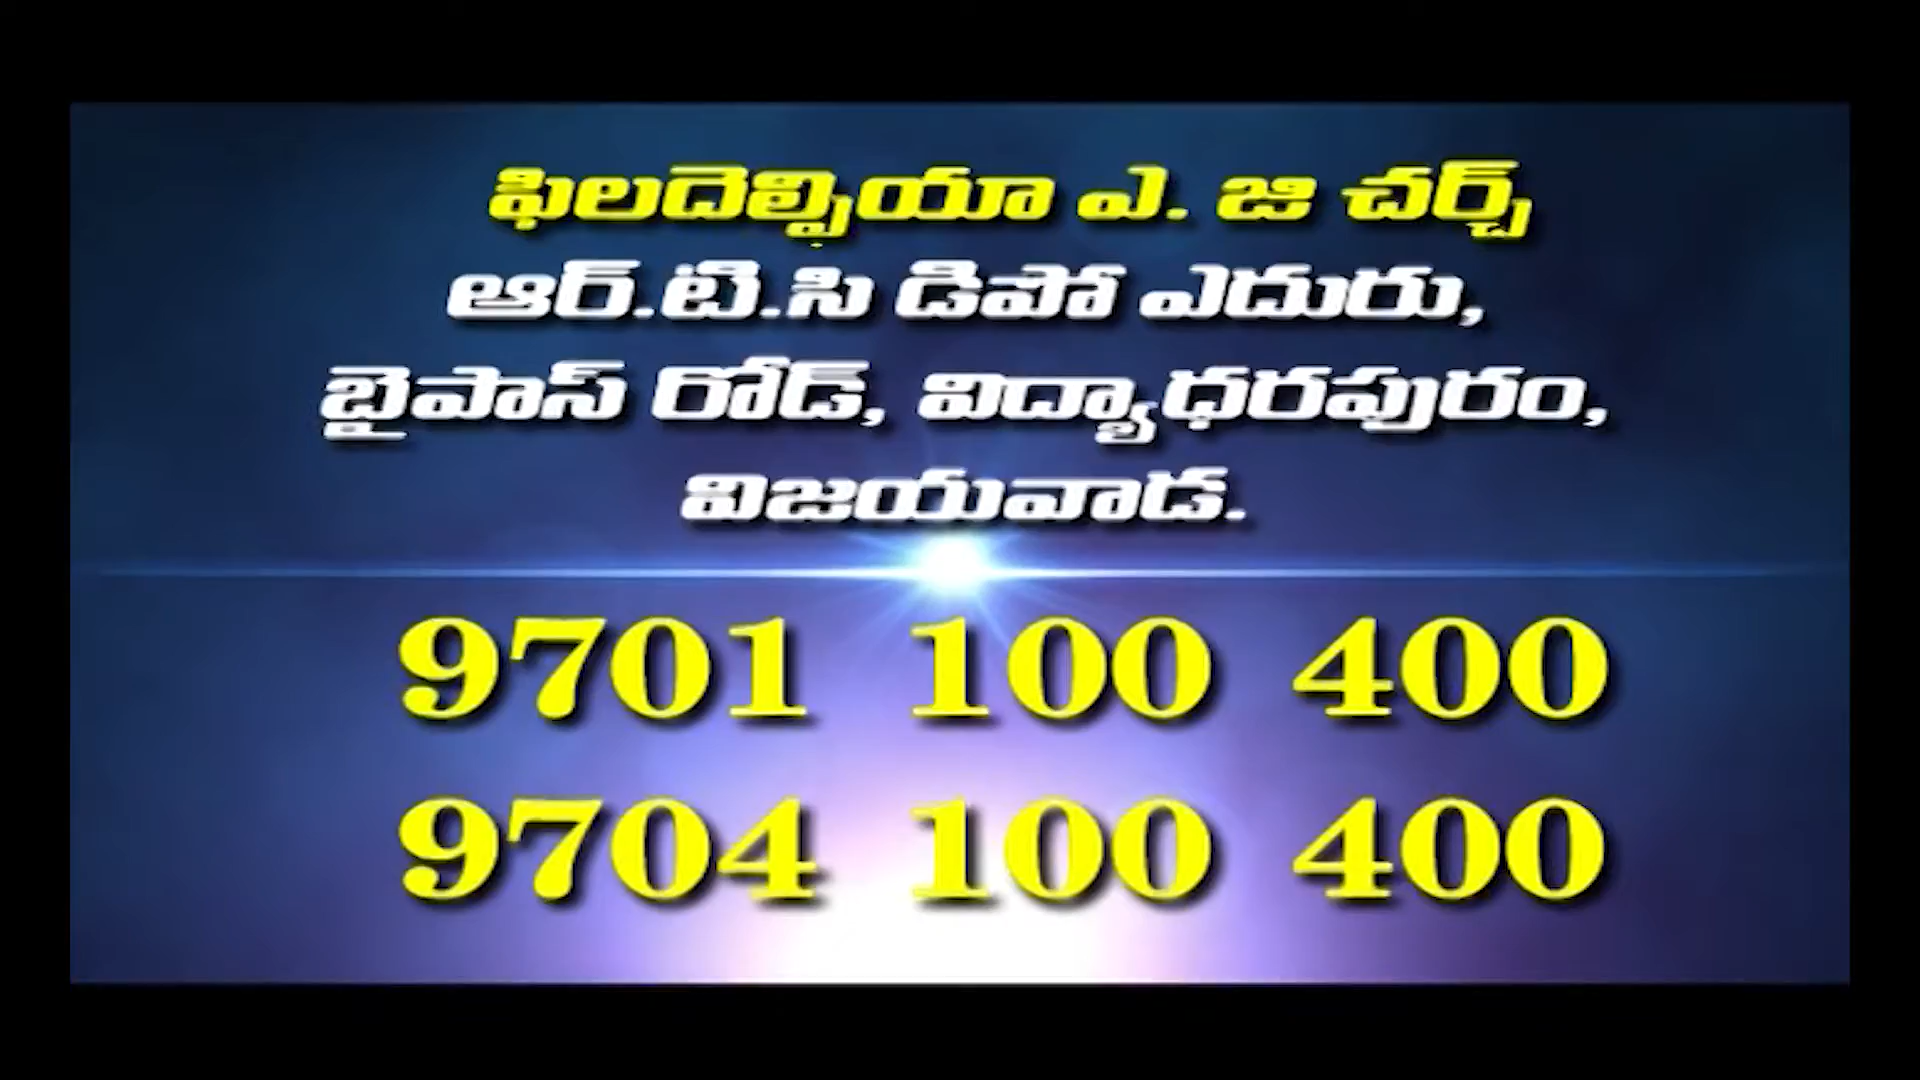 ఫిలదెల్ఫియా ఎ. జి చర్చ్
ఆర్.టి.సి డిపో ఎదురు,
బైపాస్ రోడ్, విద్యాధరపురం,
విజయవాడ.
9701 100 400
9704 100 400